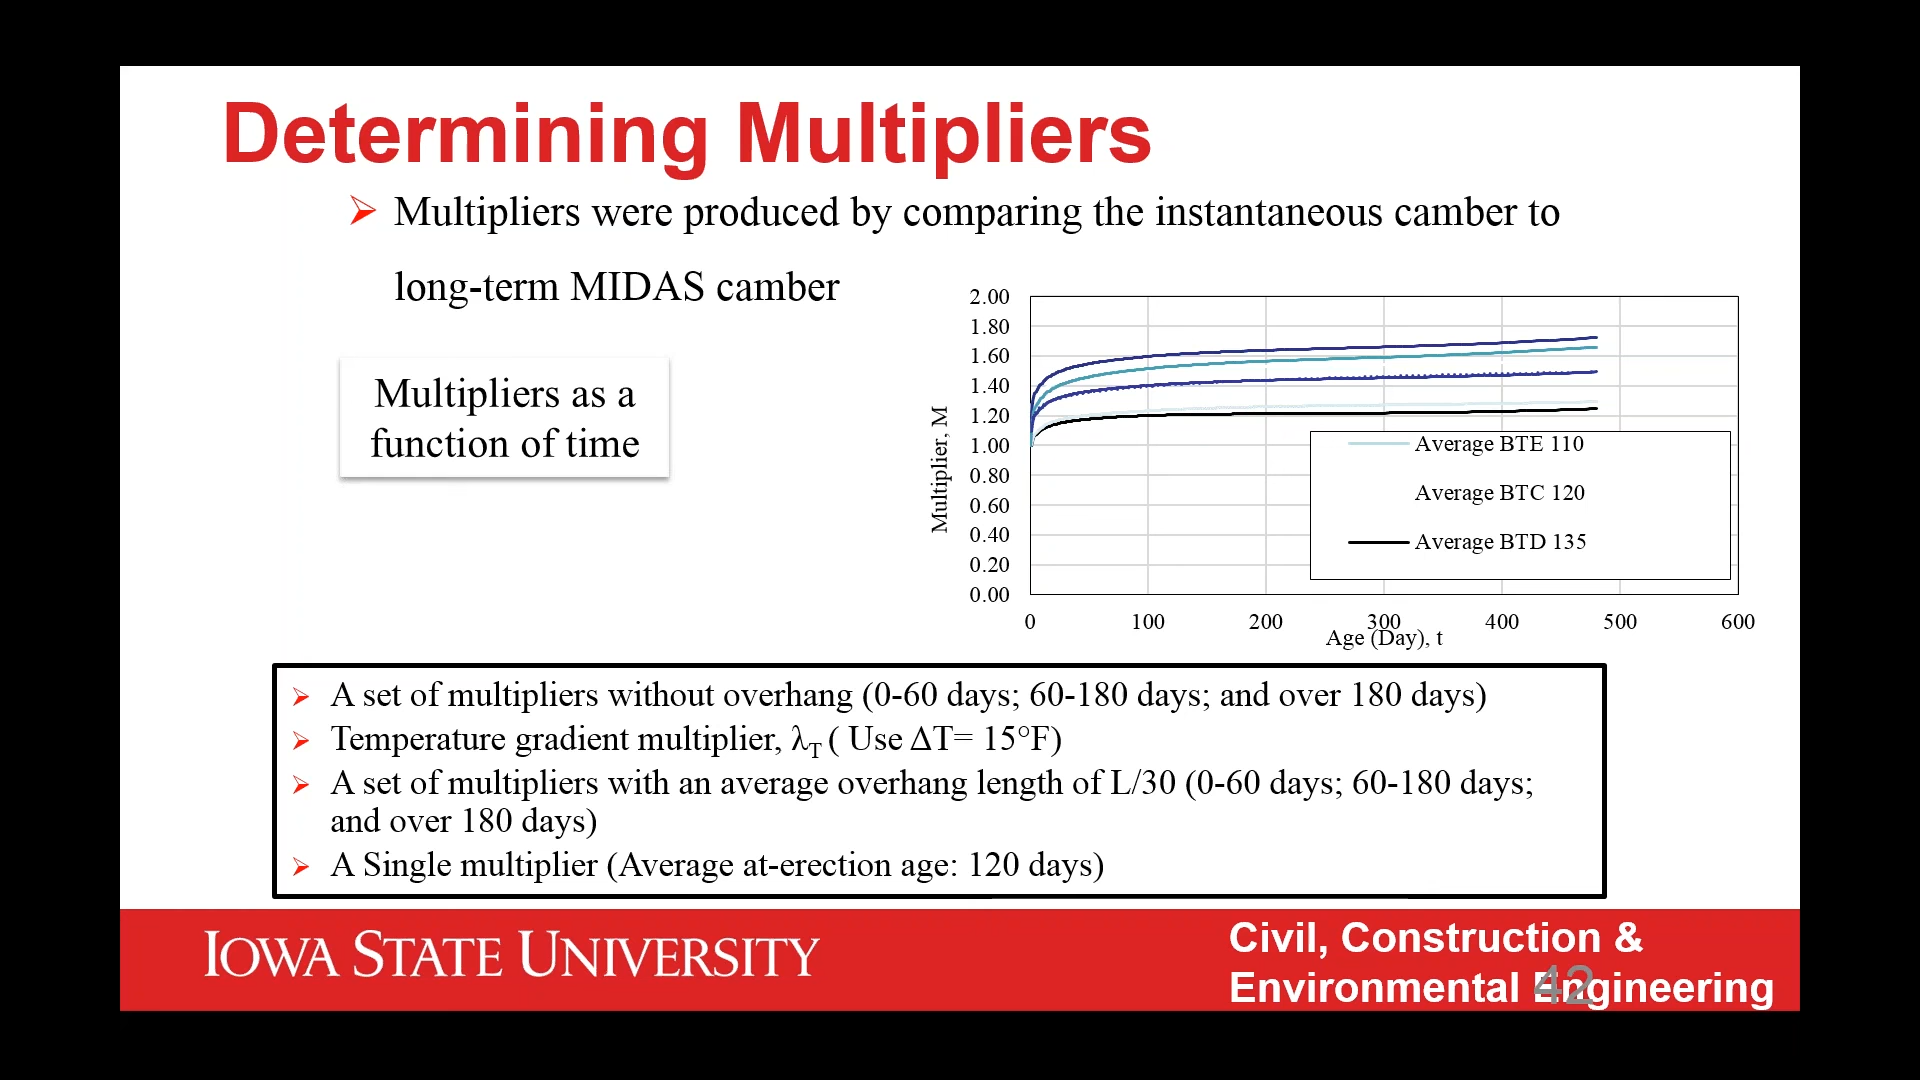 Determining Multipliers
➢ Multipliers were produced by comparing the instantaneous camber to
long-term MIDAS camber
Multipliers as a
function of time
2.00
1.80
1.60
1.40
1.20
1.00
0.80
0.60
0.40
0.20
0.00
Multiplier, M
Average BTE 110
Average BTC 120
Average BTD 135
0 100 200 300 400 500 600
Age (Day), t
➢ A set of multipliers without overhang (0-60 days; 60-180 days; and over 180 days)
➢ Temperature gradient multiplier, λT ( Use ΔT= 15°F)
➢ A set of multipliers with an average overhang length of L/30 (0-60 days; 60-180 days;
and over 180 days)
➢ A Single multiplier (Average at-erection age: 120 days)
IOWA STATE UNIVERSITY
Civil, Construction &
Environmental Engineering
42